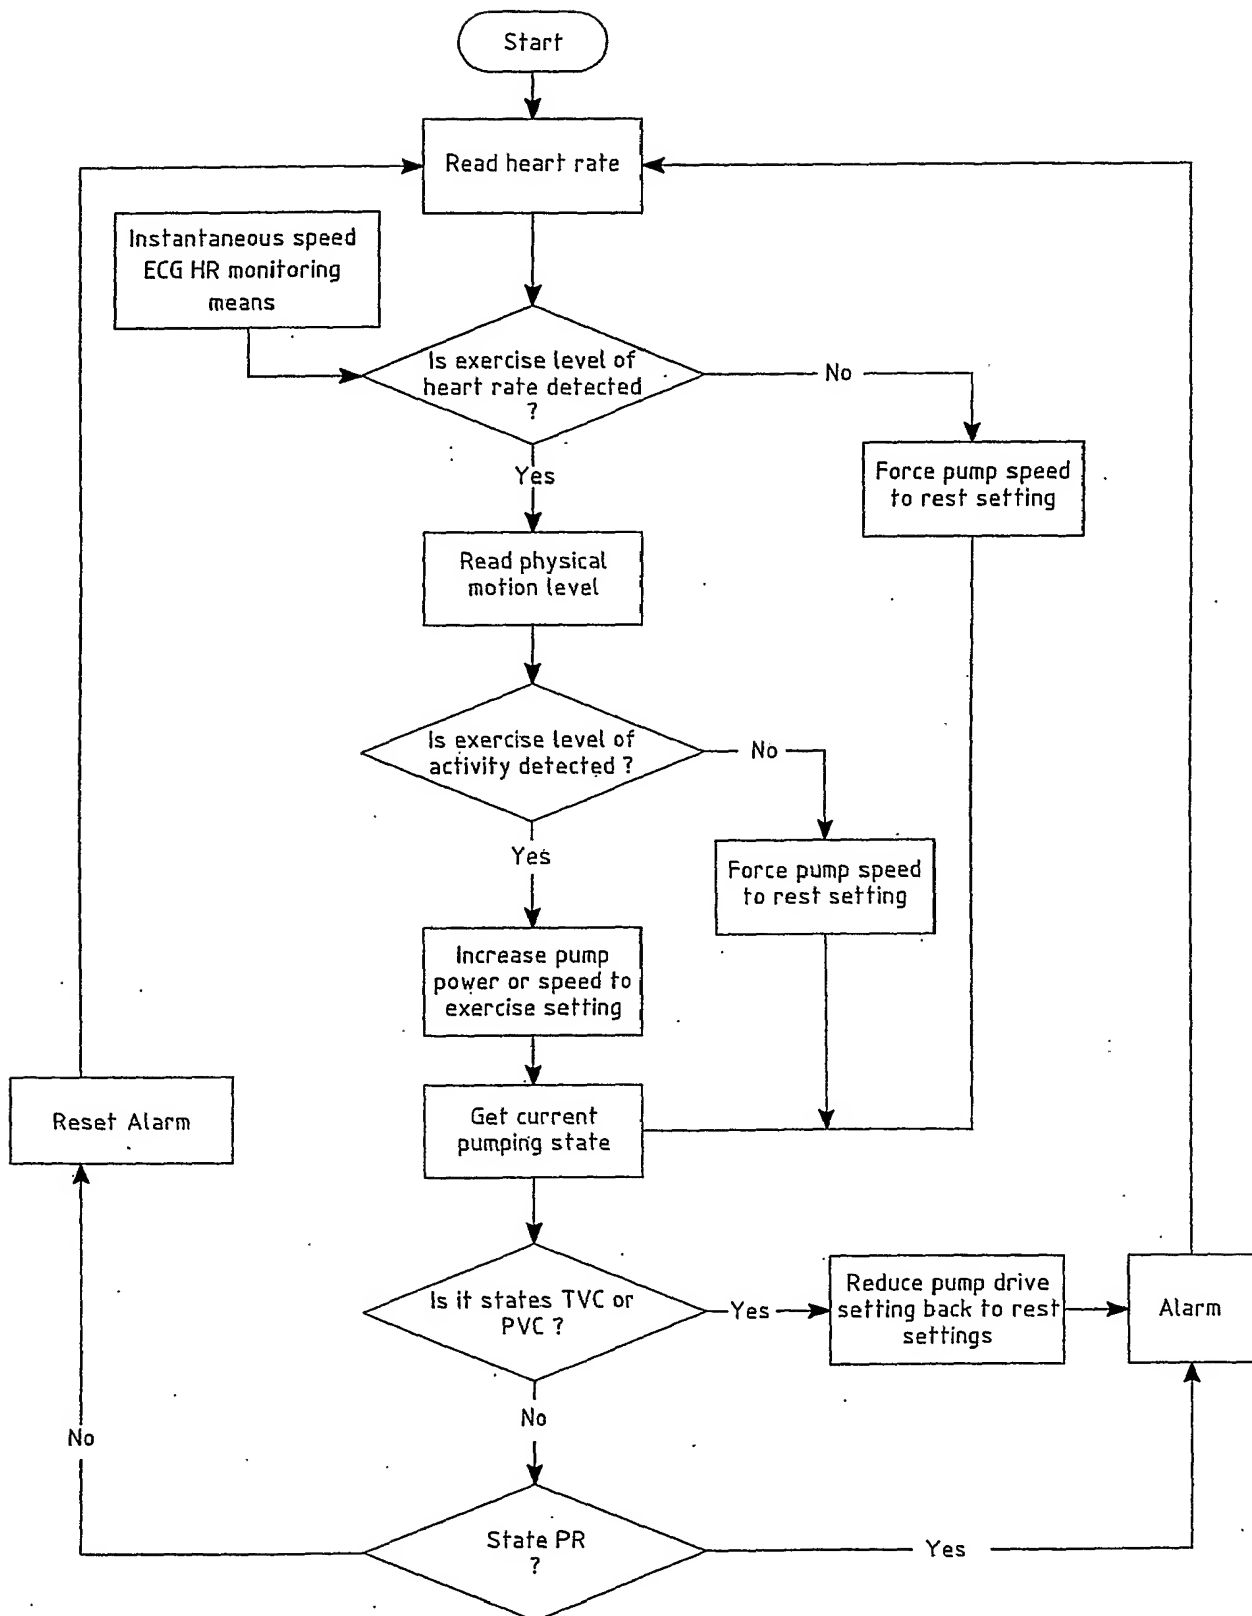 Start
Read heart rate
Instantaneous speed
ECG HR monitoring
means
Is exercise level of
heart rate detected
?
No
Yes
Force pump speed
to rest setting
Read physical
motion level
Is exercise level of
activity detected ?
No
Yes
Force pump speed
to rest setting
Increase pump
power or speed to
exercise setting
Reset Alarm
Get current
pumping state
Is it states TVC or
PVC ?
Yes
Reduce pump drive
setting back to rest
settings
Alarm
No
No
State PR
?
Yes